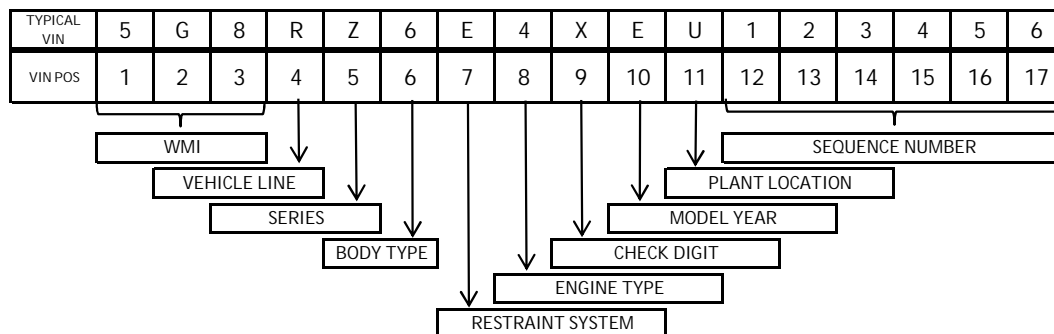 TYPICAL VIN 5 G 8 R Z 6 E 4 X E U 1 2 3 4 5 6
VIN POS 1 2 3 4 5 6 7 8 9 10 11 12 13 14 15 16 17
WMI SEQUENCE NUMBER
VEHICLE LINE PLANT LOCATION
SERIES MODEL YEAR
BODY TYPE CHECK DIGIT
ENGINE TYPE
RESTRAINT SYSTEM